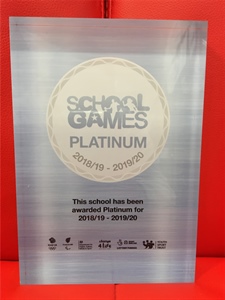 SCHOOL
GAMES
PLATINUM
2018/19 - 2019/20
This school has been
awarded Platinum for
2018/19 - 2019/20